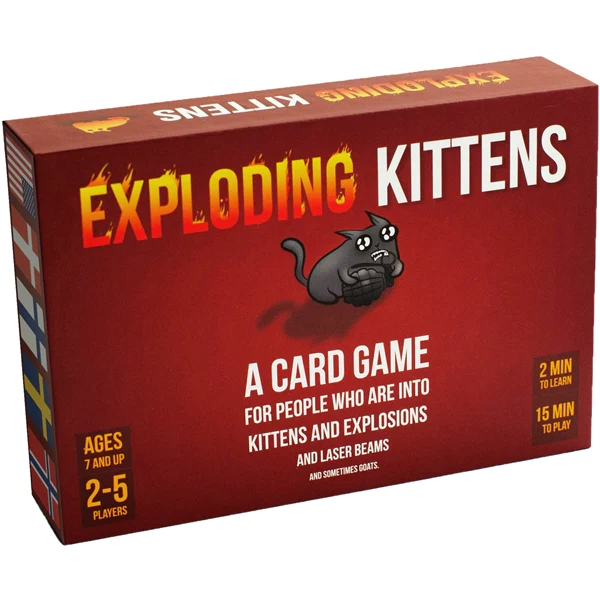 EXPLODING KITTENS
EXPLODING KITTENS
A CARD GAME
FOR PEOPLE WHO ARE INTO
KITTENS AND EXPLOSIONS
AND LASER BEAMS
AND SOMETIMES GOATS.
AGES
7 AND UP
2-5
PLAYERS
2 MIN
TO LEARN
15 MIN
TO PLAY